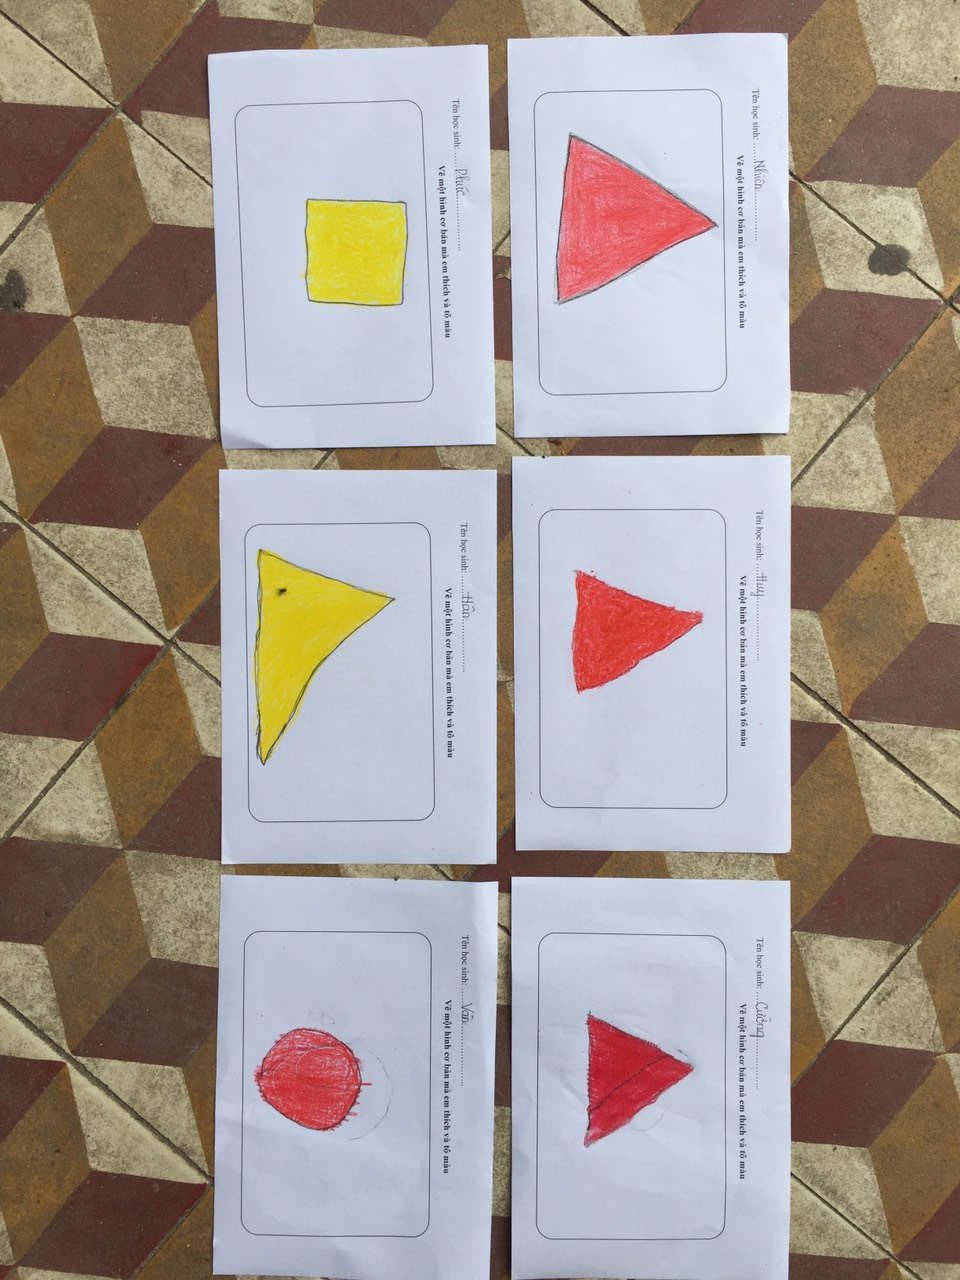 Tên học sinh: ......Phúc....................
Vẽ một hình cơ bản mà em thích và tô màu
Tên học sinh: .....Nhiên....................
Vẽ một hình cơ bản mà em thích và tô màu
Tên học sinh: ......Hân....................
Vẽ một hình cơ bản mà em thích và tô màu
Tên học sinh: ....Huy........................
Vẽ một hình cơ bản mà em thích và tô màu
Tên học sinh: ......Vân......................
Vẽ một hình cơ bản mà em thích và tô màu
Tên học sinh: ....Cường....................
Vẽ một hình cơ bản mà em thích và tô màu